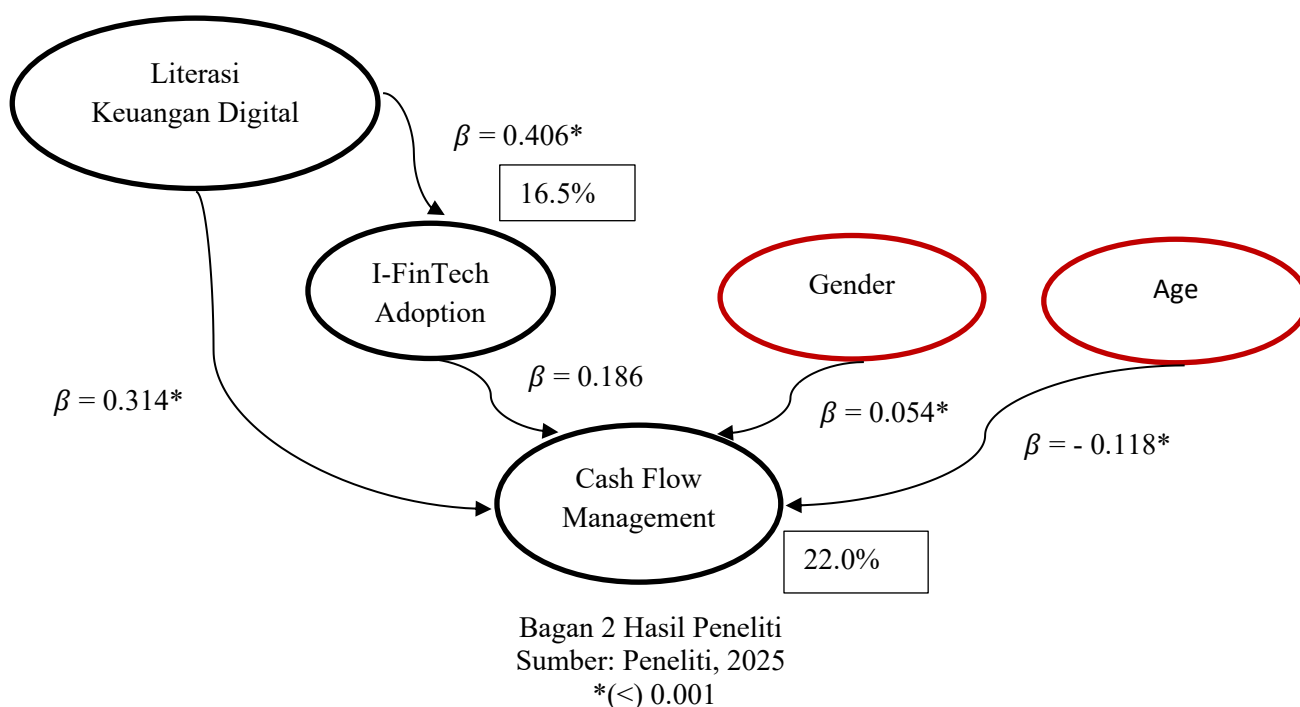 Literasi
Keuangan Digital
β = 0.406*
16.5%
I-FinTech
Adoption
Gender
Age
β = 0.314*
β = 0.186
β = 0.054*
β = - 0.118*
Cash Flow
Management
22.0%
Bagan 2 Hasil Peneliti
Sumber: Peneliti, 2025
*(<) 0.001